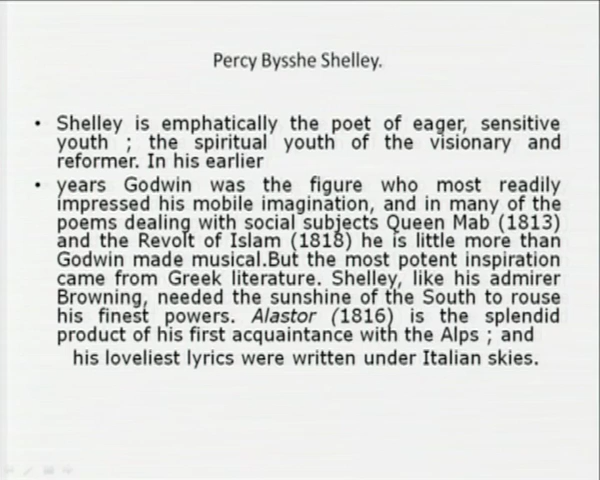 Percy Bysshe Shelley.
• Shelley is emphatically the poet of eager, sensitive
youth ; the spiritual youth of the visionary and
reformer. In his earlier
• years Godwin was the figure who most readily
impressed his mobile imagination, and in many of the
poems dealing with social subjects Queen Mab (1813)
and the Revolt of Islam (1818) he is little more than
Godwin made musical.But the most potent inspiration
came from Greek literature. Shelley, like his admirer
Browning, needed the sunshine of the South to rouse
his finest powers. Alastor (1816) is the splendid
product of his first acquaintance with the Alps ; and
his loveliest lyrics were written under Italian skies.